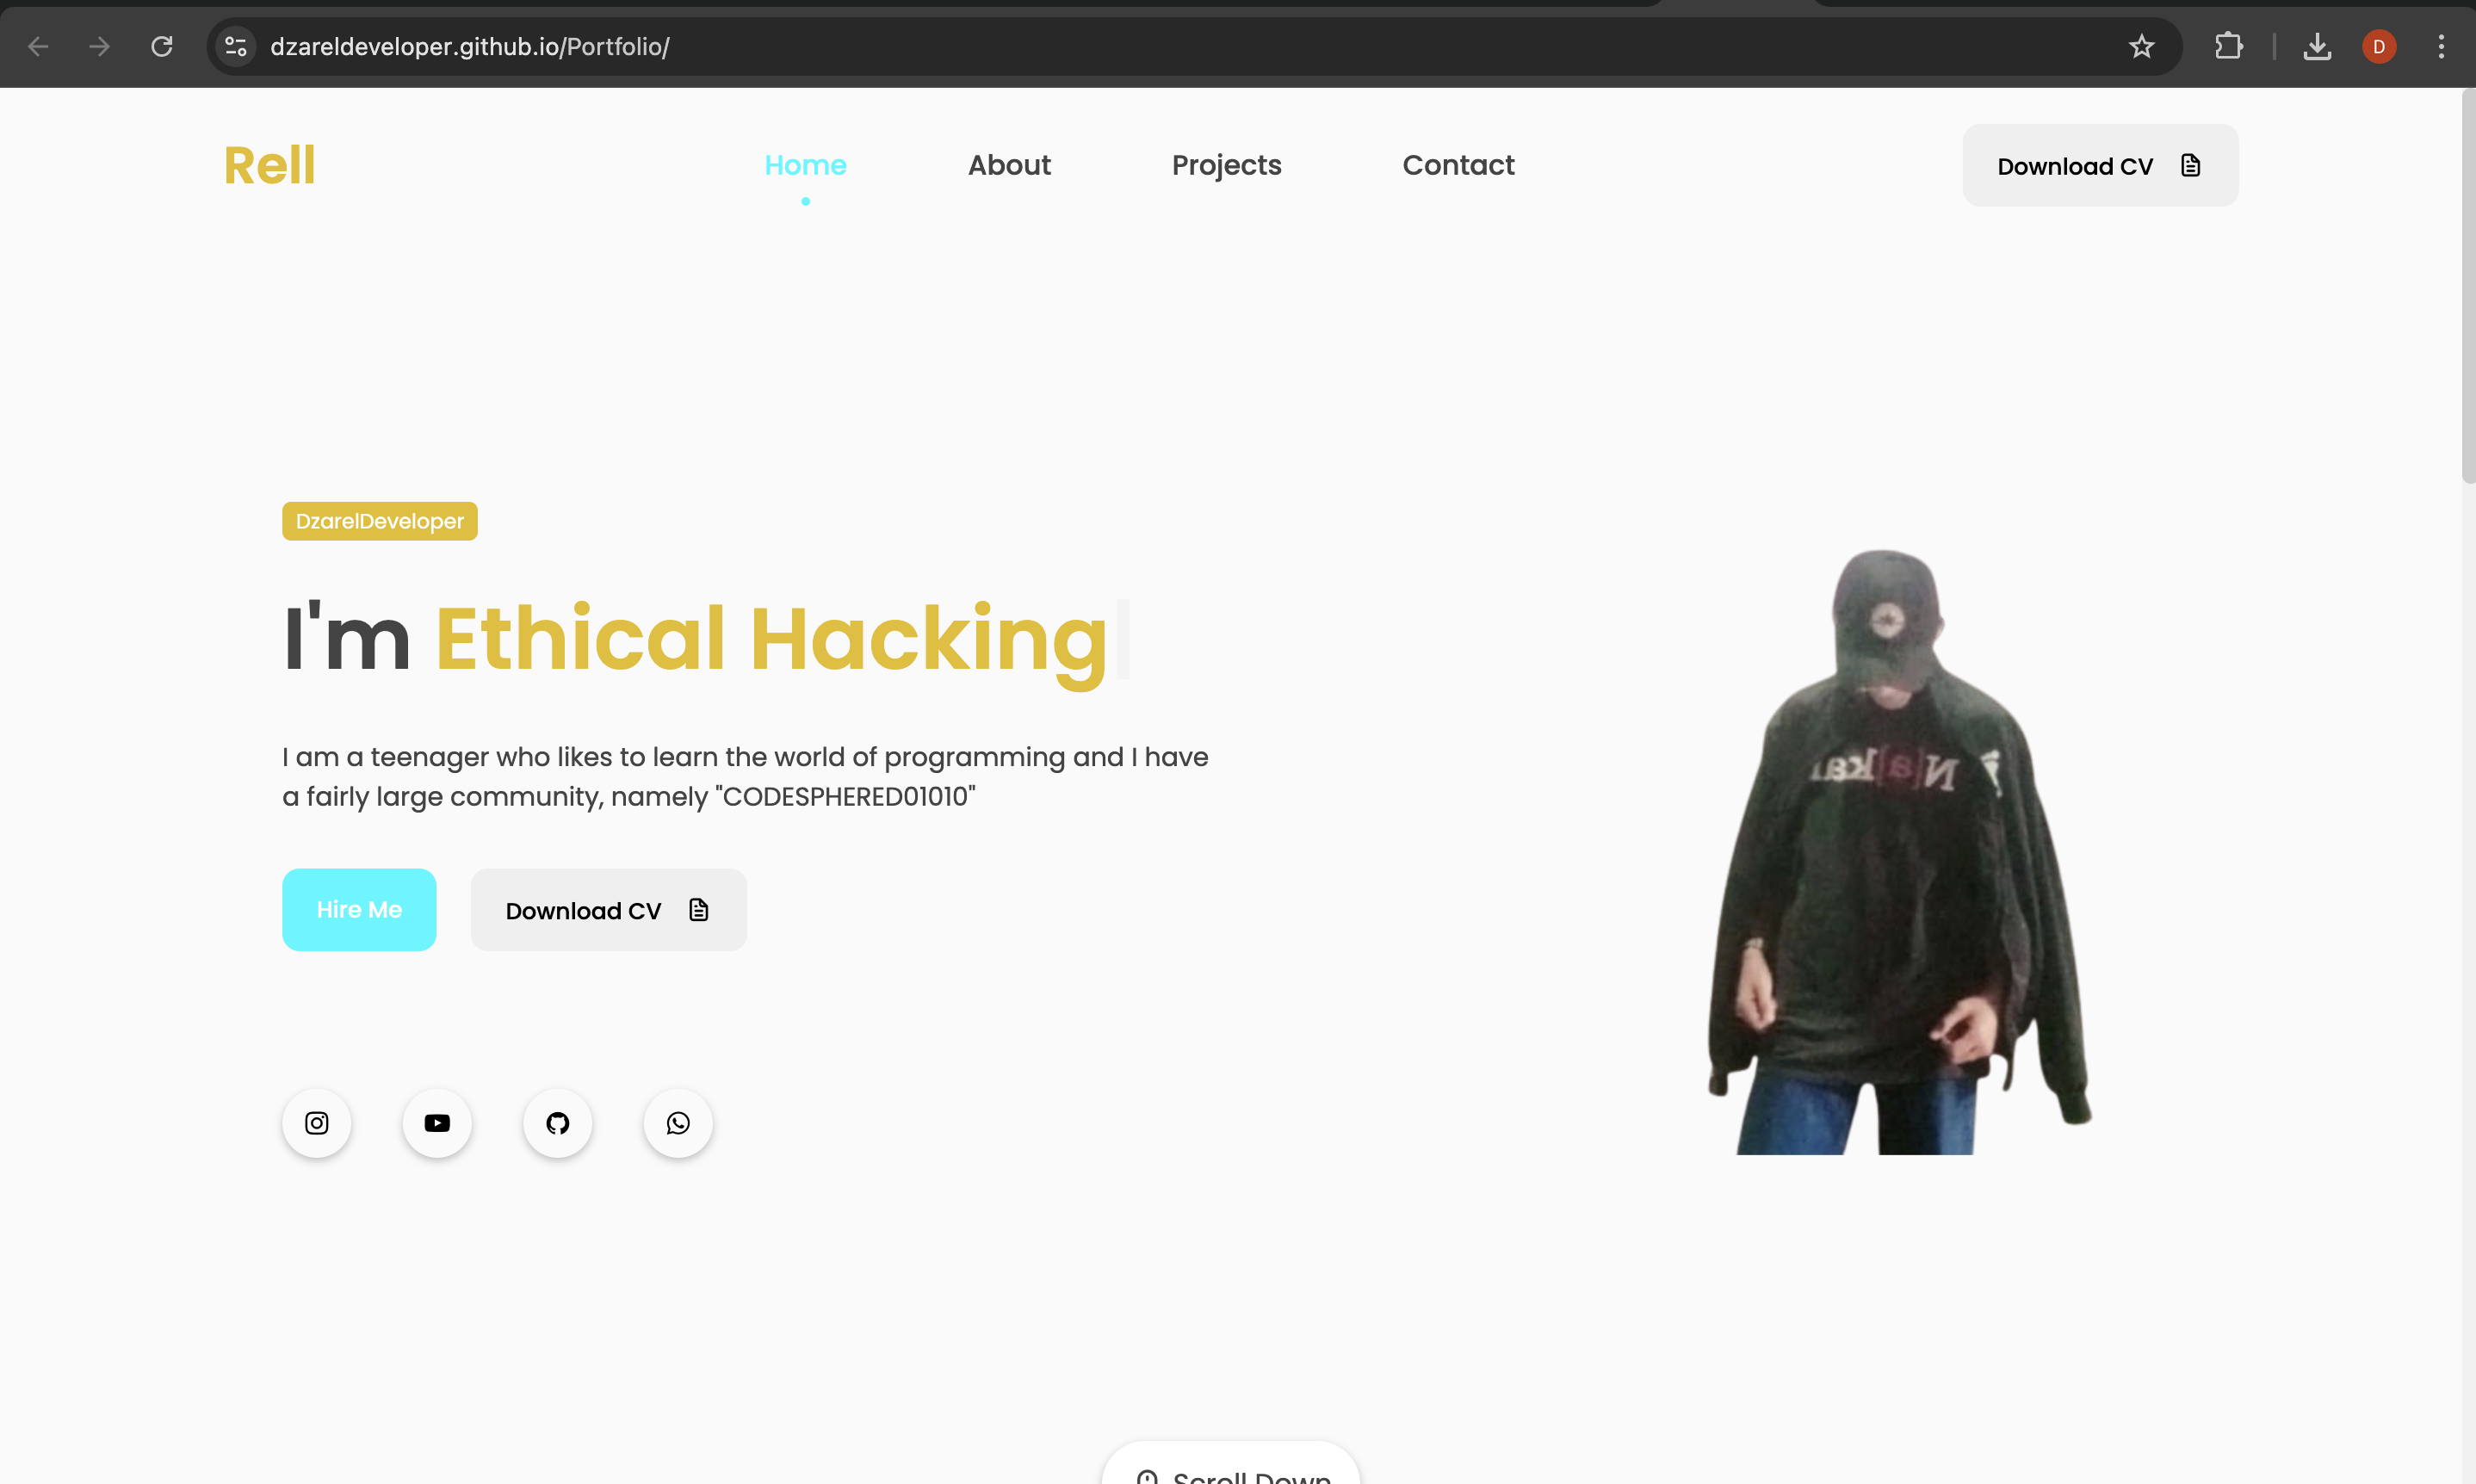 dzareldeveloper.github.io/Portfolio/
D
Rell
Home
About
Projects
Contact
Download CV
DzarelDeveloper
I'm Ethical Hacking
I am a teenager who likes to learn the world of programming and I have
a fairly large community, namely "CODESPHERED01010"
Hire Me
Download CV
Scroll Down